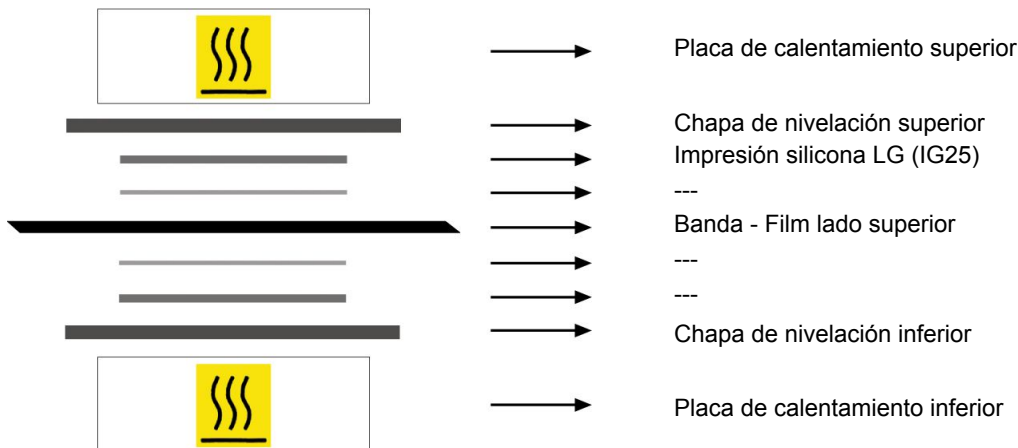 Placa de calentamiento superior
Chapa de nivelación superior
Impresión silicona LG (IG25)
---
Banda - Film lado superior
---
---
Chapa de nivelación inferior
Placa de calentamiento inferior